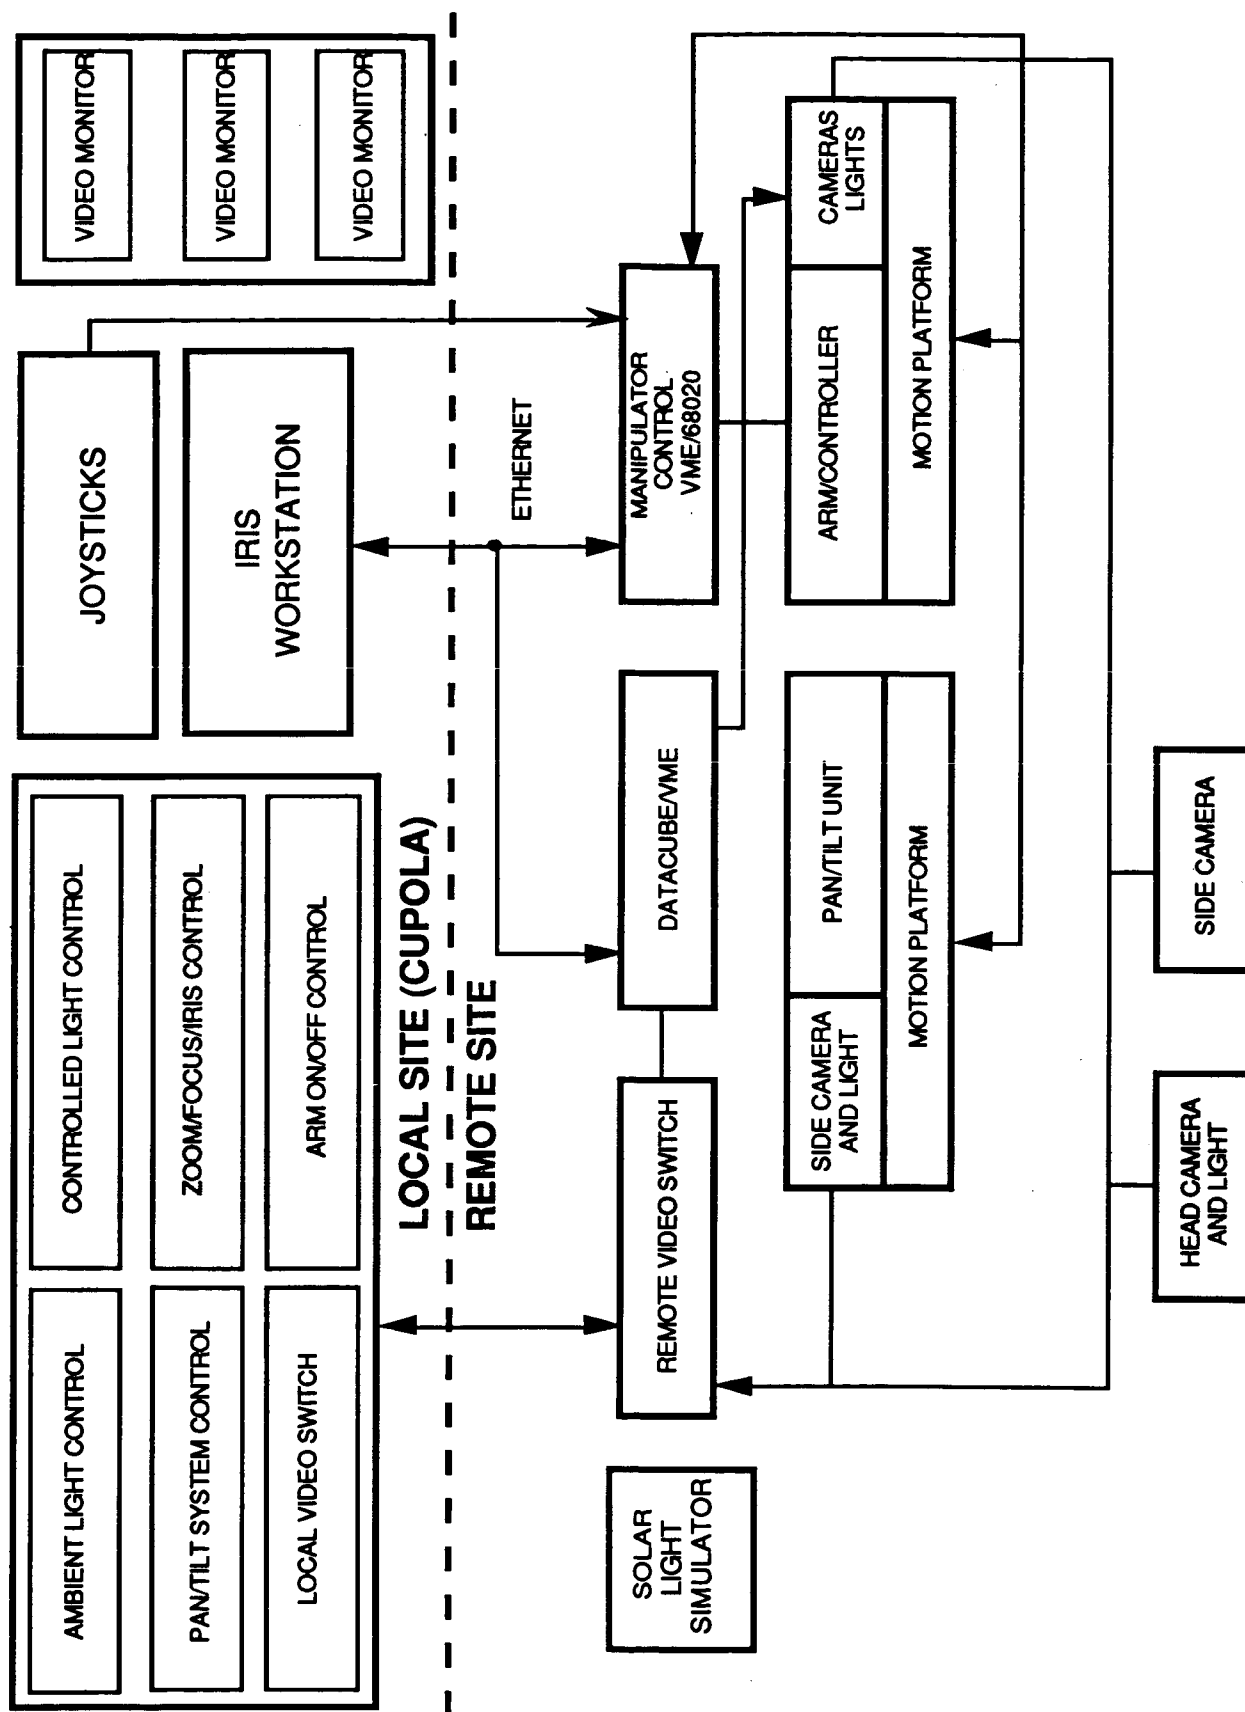 AMBIENT LIGHT CONTROL
CONTROLLED LIGHT CONTROL
PAN/TILT SYSTEM CONTROL
ZOOM/FOCUS/IRIS CONTROL
LOCAL VIDEO SWITCH
ARM ON/OFF CONTROL
JOYSTICKS
IRIS
WORKSTATION
VIDEO MONITOR
VIDEO MONITOR
VIDEO MONITOR
LOCAL SITE (CUPOLA)
REMOTE SITE
ETHERNET
SOLAR
LIGHT
SIMULATOR
REMOTE VIDEO SWITCH
DATACUBE/VME
MANIPULATOR
CONTROL
VME/68020
SIDE CAMERA
AND LIGHT
PAN/TILT UNIT
MOTION PLATFORM
ARM/CONTROLLER
CAMERAS
LIGHTS
MOTION PLATFORM
HEAD CAMERA
AND LIGHT
SIDE CAMERA